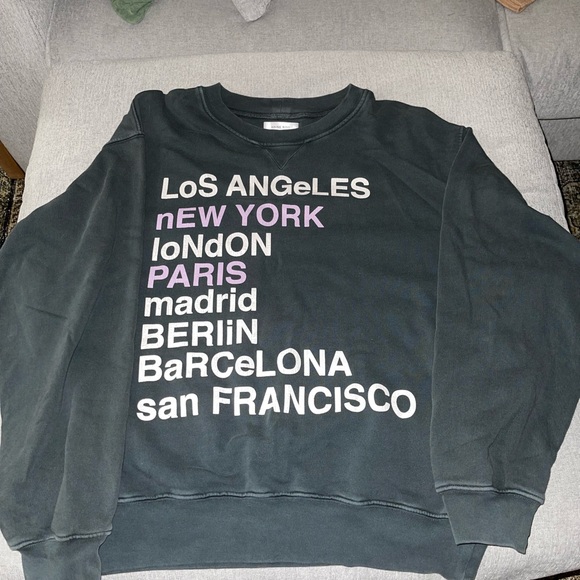 LoS ANGeLES
nEW YORK
loNdON
PARIS
madrid
BERliN
BaRCeLONA
san FRANCISCO